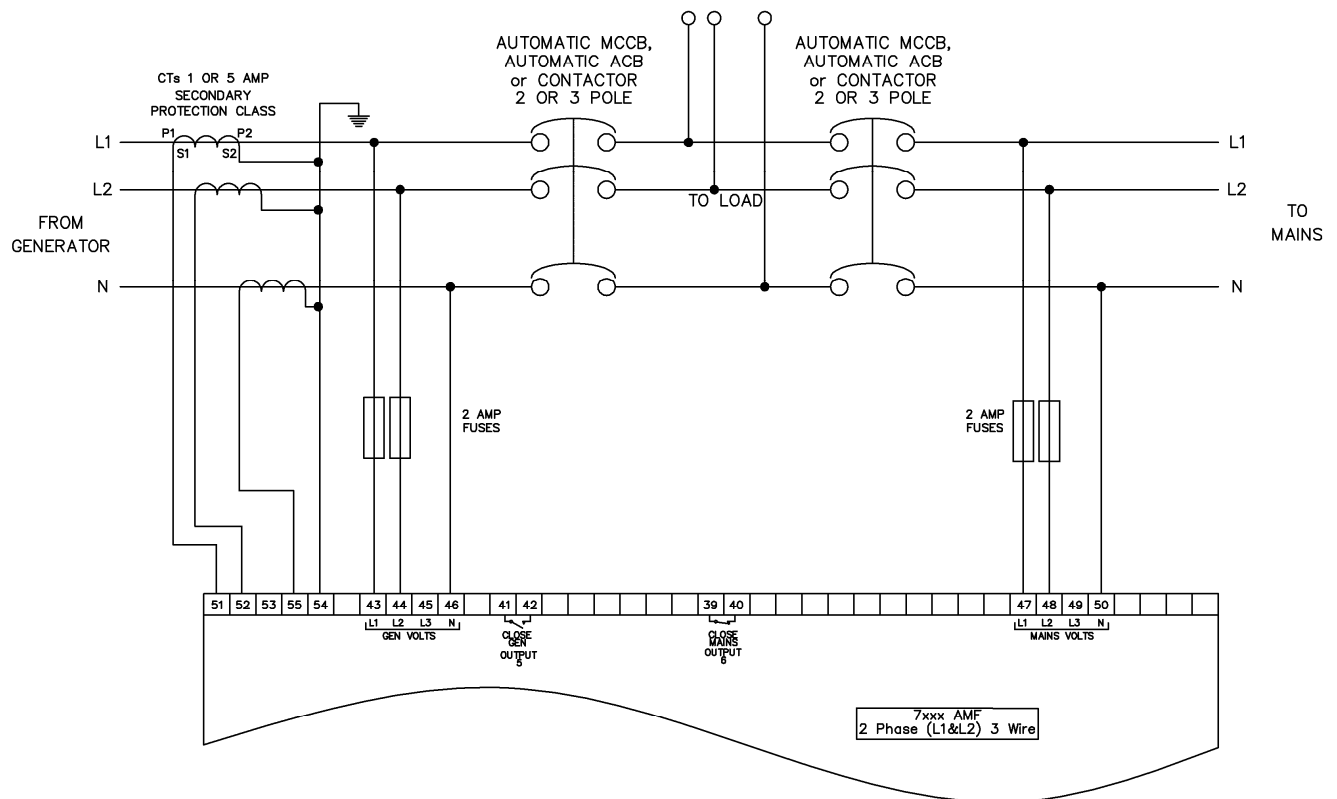 CTs 1 OR 5 AMP
SECONDARY
PROTECTION CLASS
AUTOMATIC MCCB,
AUTOMATIC ACB
or CONTACTOR
2 OR 3 POLE
AUTOMATIC MCCB,
AUTOMATIC ACB
or CONTACTOR
2 OR 3 POLE
P1
P2
L1
S1
S2
L1
L2
TO LOAD
L2
FROM
GENERATOR
TO
MAINS
N
N
2 AMP
FUSES
2 AMP
FUSES
51 52 53 55 54 43 44 45 46 41 42 39 40 47 48 49 50
L1 L2 L3 N
GEN VOLTS
CLOSE
GEN
OUTPUT
5
CLOSE
MAINS
OUTPUT
6
L1 L2 L3 N
MAINS VOLTS
7xxx AMF
2 Phase (L1&L2) 3 Wire